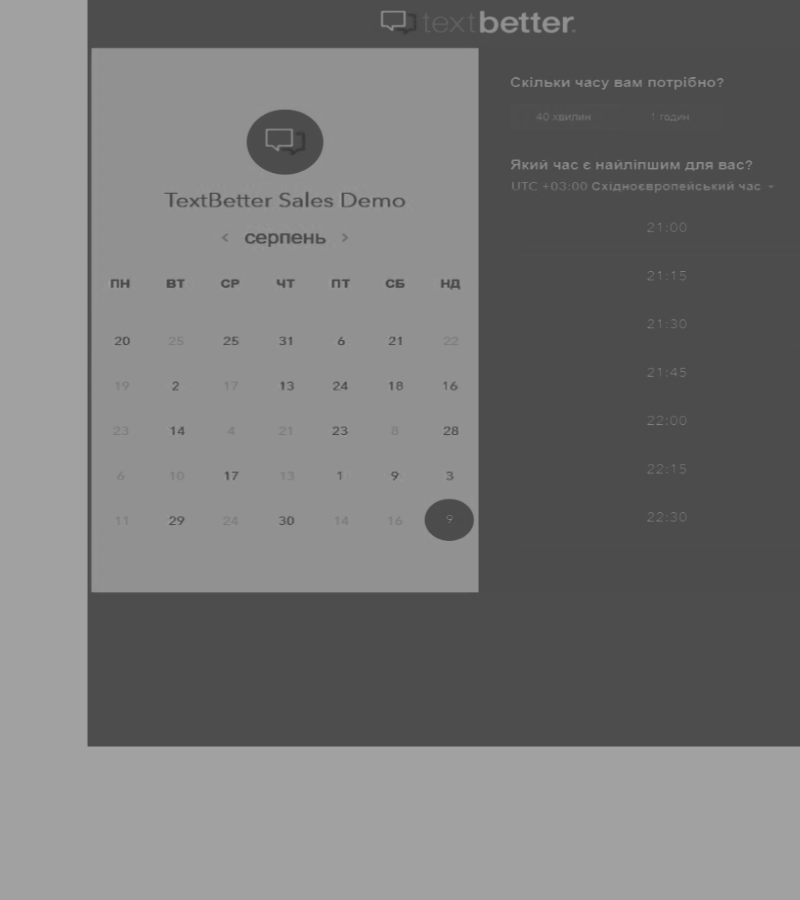 textbetter.
TextBetter Sales Demo
< серпень >
ПН ВТ СР ЧТ ПТ СБ НД
20 25 25 31 6 21 22
19 2 17 13 24 18 16
23 14 4 21 23 8 28
6 10 17 13 1 9 3
11 29 24 30 14 16 9
Скільки часу вам потрібно?
40 хвилин 1 годин
Який час є найліпшим для вас?
UTC +03:00 Східноєвропейський час
21:00
21:15
21:30
21:45
22:00
22:15
22:30